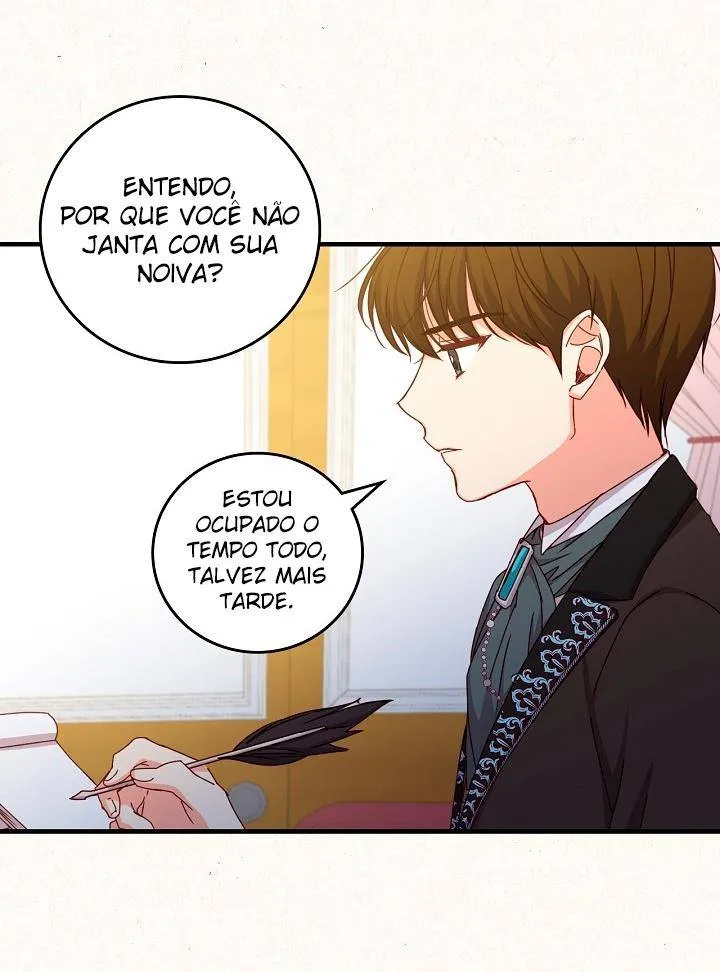 ENTENDO,
POR QUE VOCÊ NÃO
JANTA COM SUA
NOIVA?
ESTOU
OCUPADO O
TEMPO TODO,
TALVEZ MAIS
TARDE.